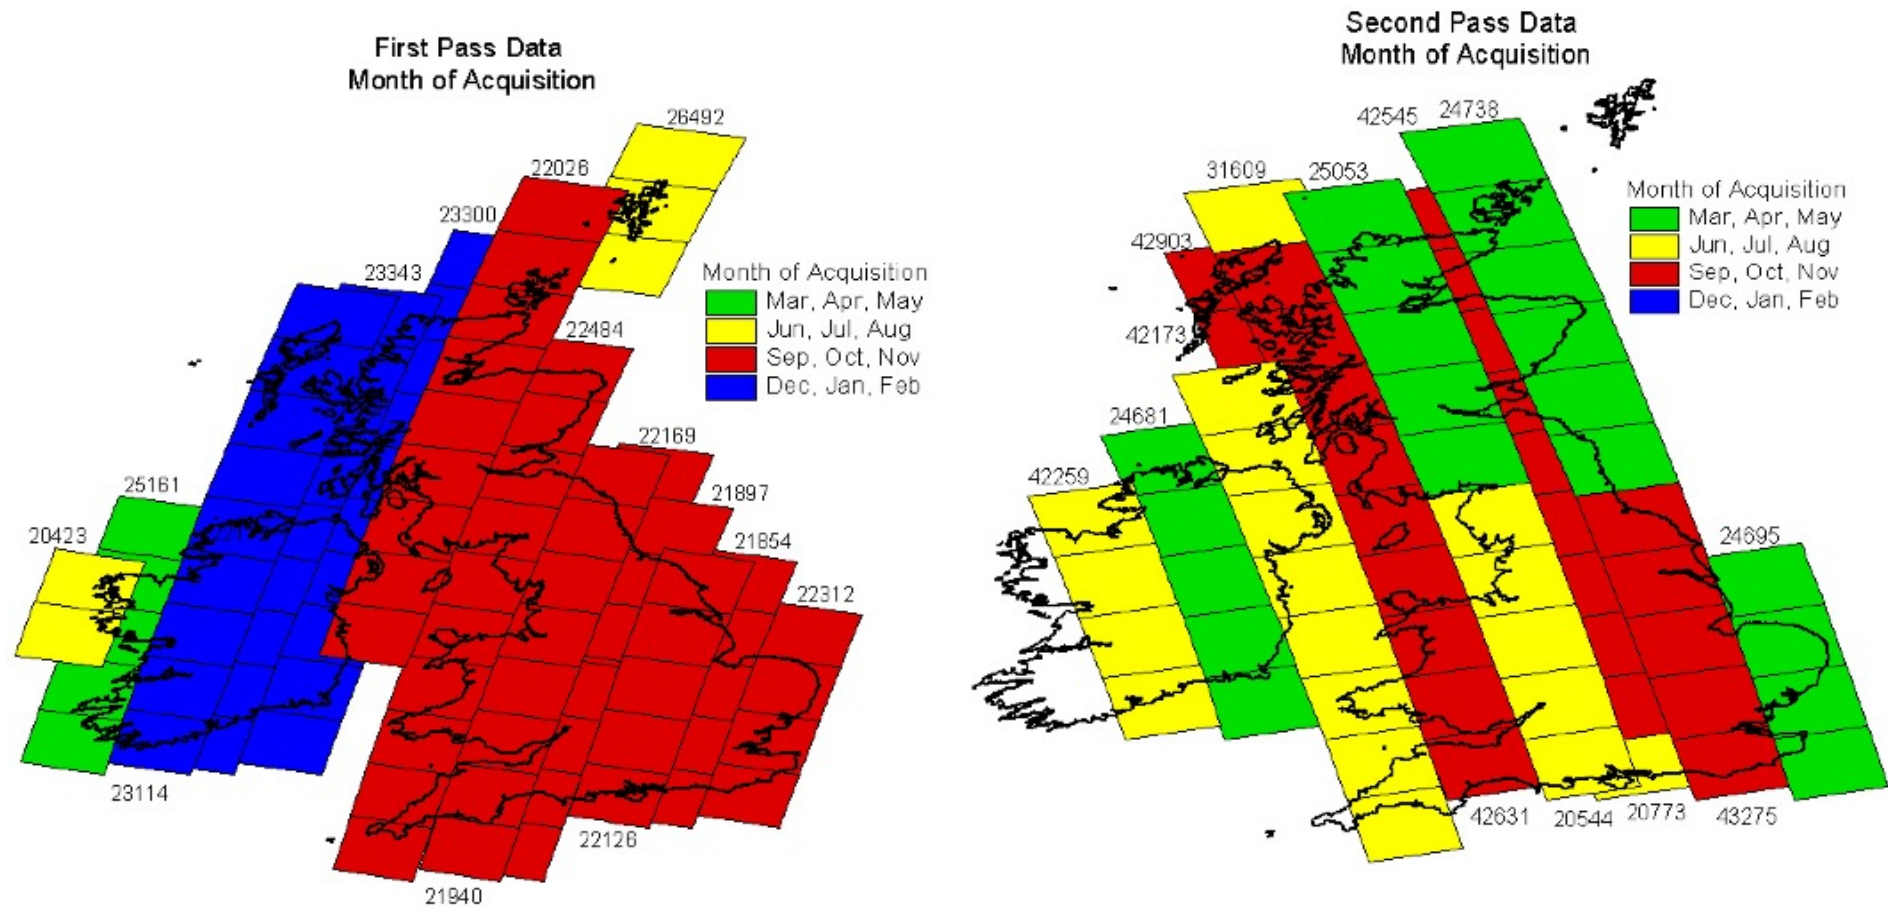 First Pass Data
Month of Acquisition
26492
22026
23300
23343
22484
22169
25161
21897
20423
21854
22312
23114
22126
21940
Month of Acquisition
Mar, Apr, May
Jun, Jul, Aug
Sep, Oct, Nov
Dec, Jan, Feb
Second Pass Data
Month of Acquisition
42545
24738
31609
25053
42903
42173
24681
42259
24695
42631
20544
20773
43275
Month of Acquisition
Mar, Apr, May
Jun, Jul, Aug
Sep, Oct, Nov
Dec, Jan, Feb